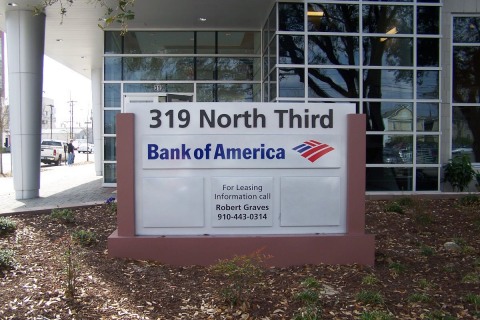 319 North Third
Bank of America
For Leasing
Information call
Robert Graves
910-443-0314